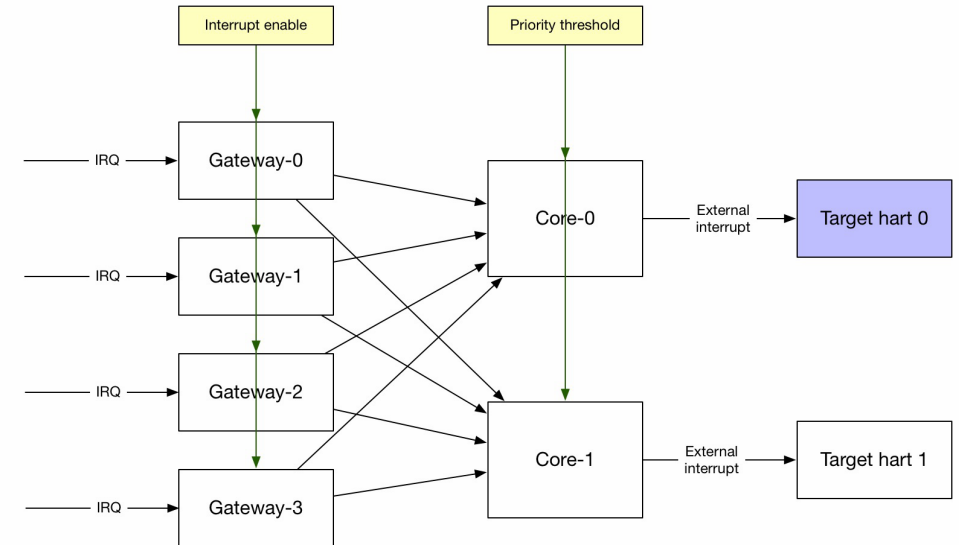 Interrupt enable
Priority threshold
IRQ
Gateway-0
Core-0
External
interrupt
Target hart 0
IRQ
Gateway-1
IRQ
Gateway-2
Core-1
External
interrupt
Target hart 1
IRQ
Gateway-3